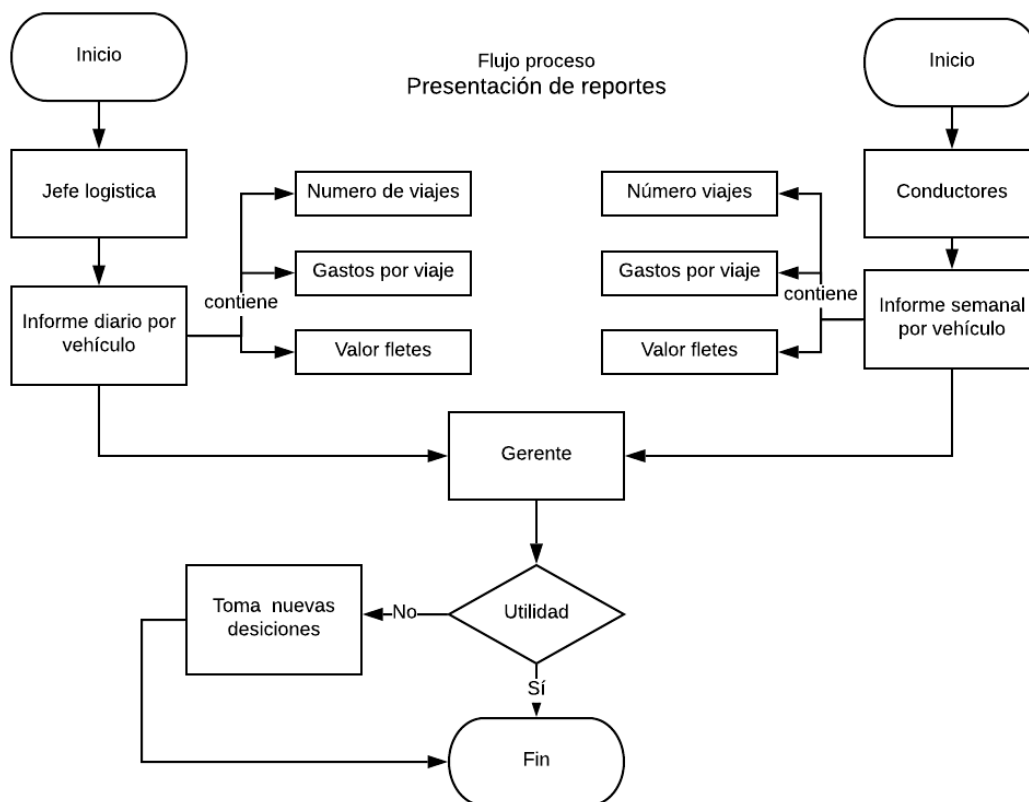 Inicio
Flujo proceso
Presentación de reportes
Inicio
Jefe logistica
Numero de viajes
Número viajes
Conductores
Gastos por viaje
Gastos por viaje
contiene
contiene
Informe diario por
vehículo
Informe semanal
por vehículo
Valor fletes
Valor fletes
Gerente
Toma nuevas
desiciones
No
Utilidad
Sí
Fin